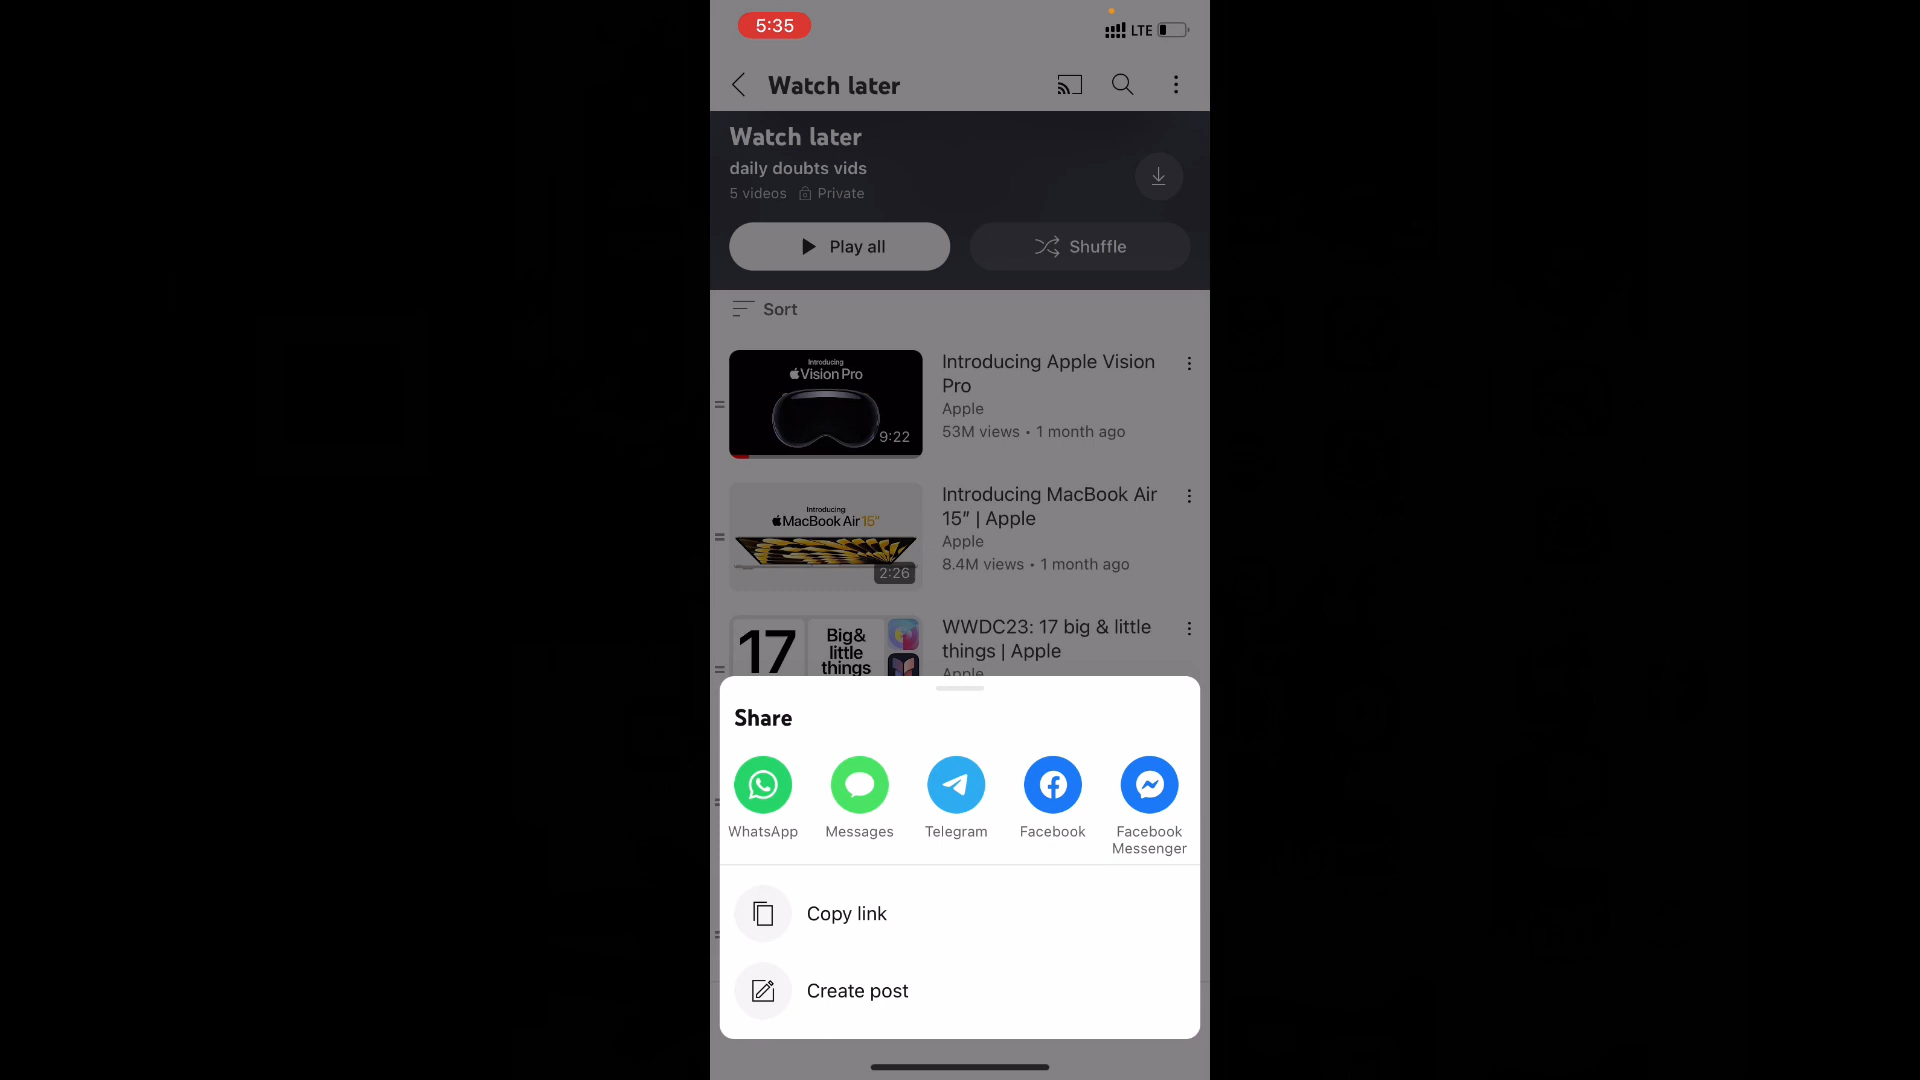 5:35
LTE
Watch later
Watch later
daily doubts vids
5 videos Private
Play all
Shuffle
Sort
Introducing
Vision Pro
9:22
Introducing Apple Vision
Pro
Apple
53M views • 1 month ago
Introducing
MacBook Air 15"
2:26
Introducing MacBook Air
15” | Apple
Apple
8.4M views • 1 month ago
17
Big&
little
things
WWDC23: 17 big & little
things | Apple
Apple
Share
WhatsApp
Messages
Telegram
Facebook
Facebook
Messenger
Copy link
Create post